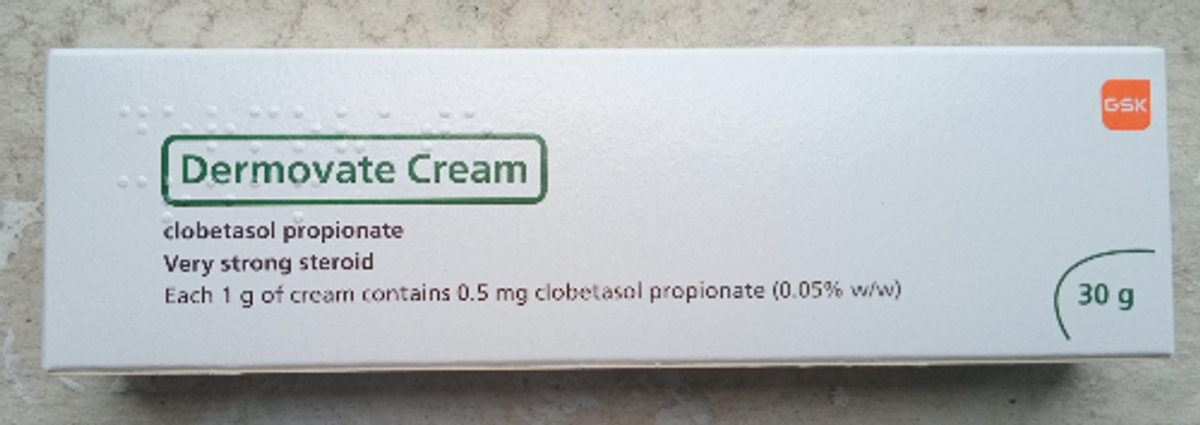 GSK
Dermovate Cream
clobetasol propionate
Very strong steroid
Each 1 g of cream contains 0.5 mg clobetasol propionate (0.05% w/w)
30 g